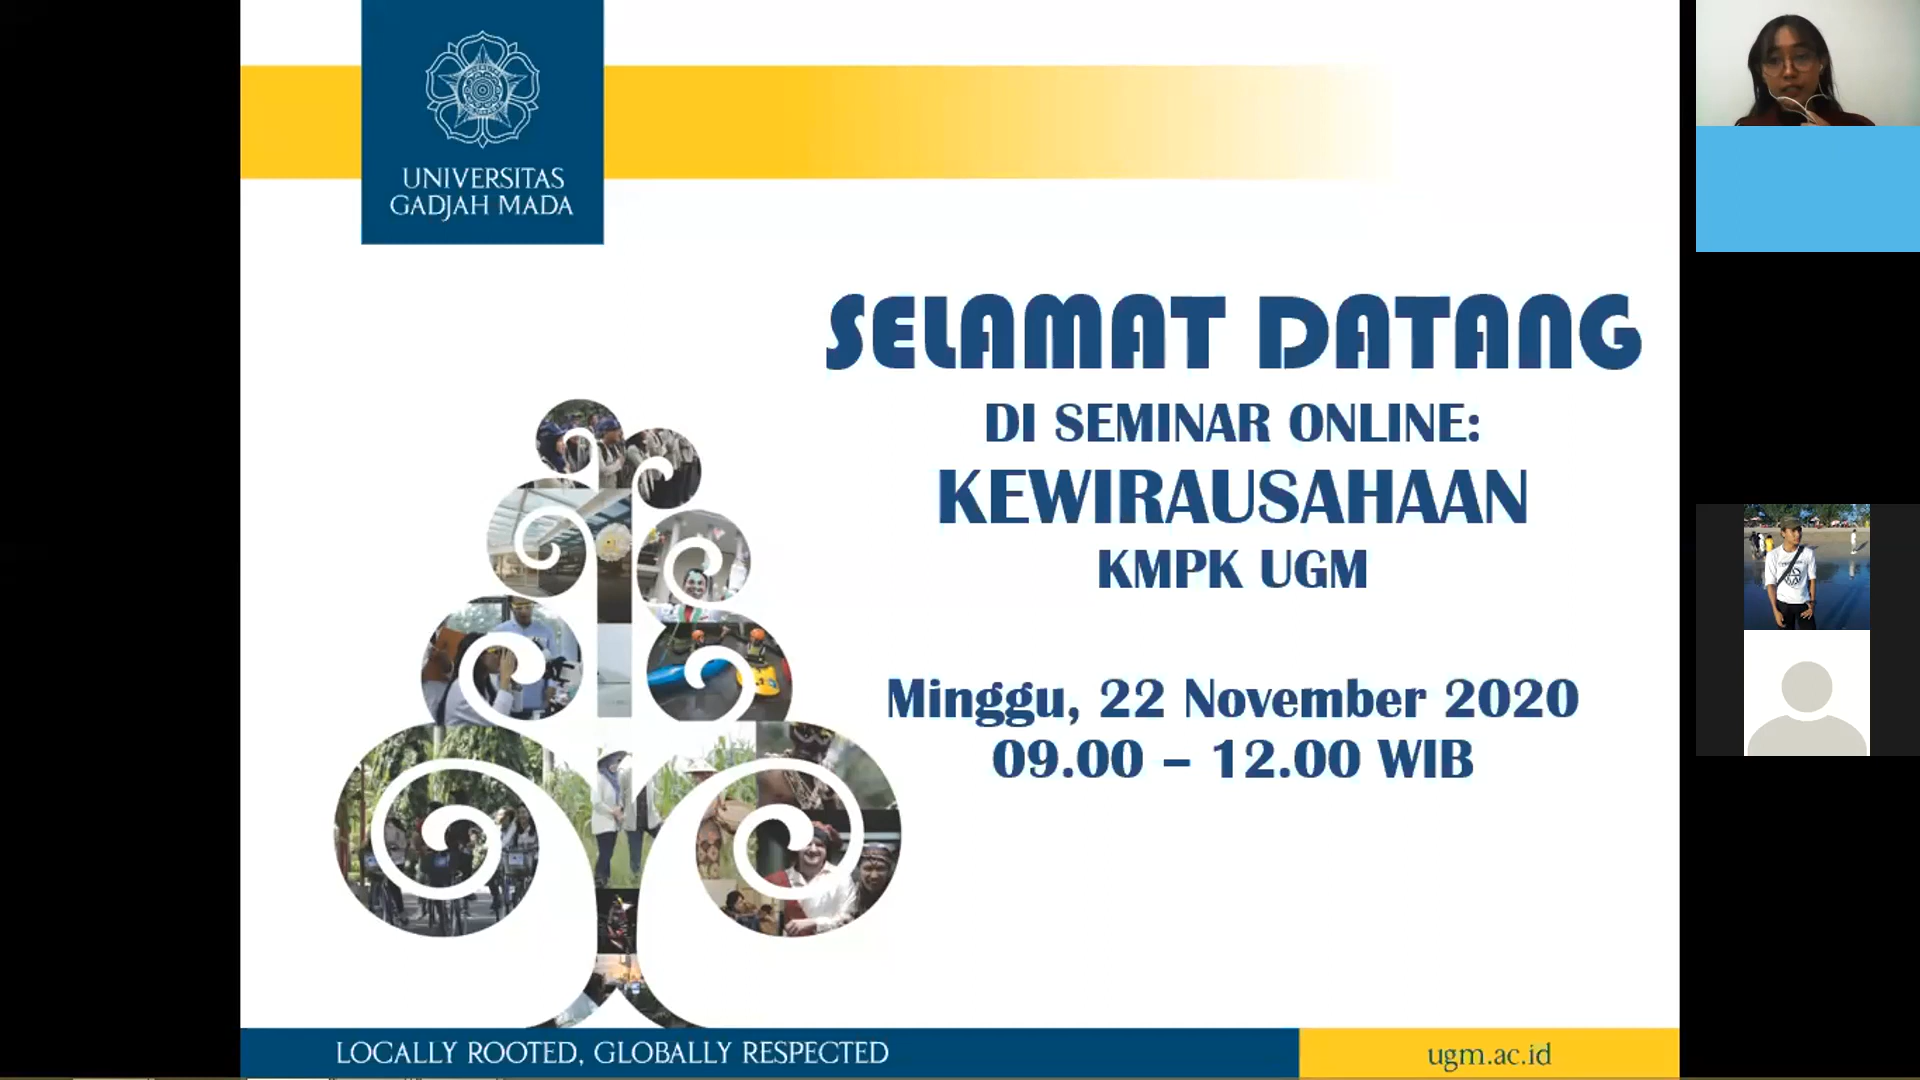 UNIVERSITAS
GADJAH MADA
SELAMAT DATANG
DI SEMINAR ONLINE:
KEWIRAUSAHAAN
KMPK UGM
Minggu, 22 November 2020
09.00 – 12.00 WIB
LOCALLY ROOTED, GLOBALLY RESPECTED
ugm.ac.id